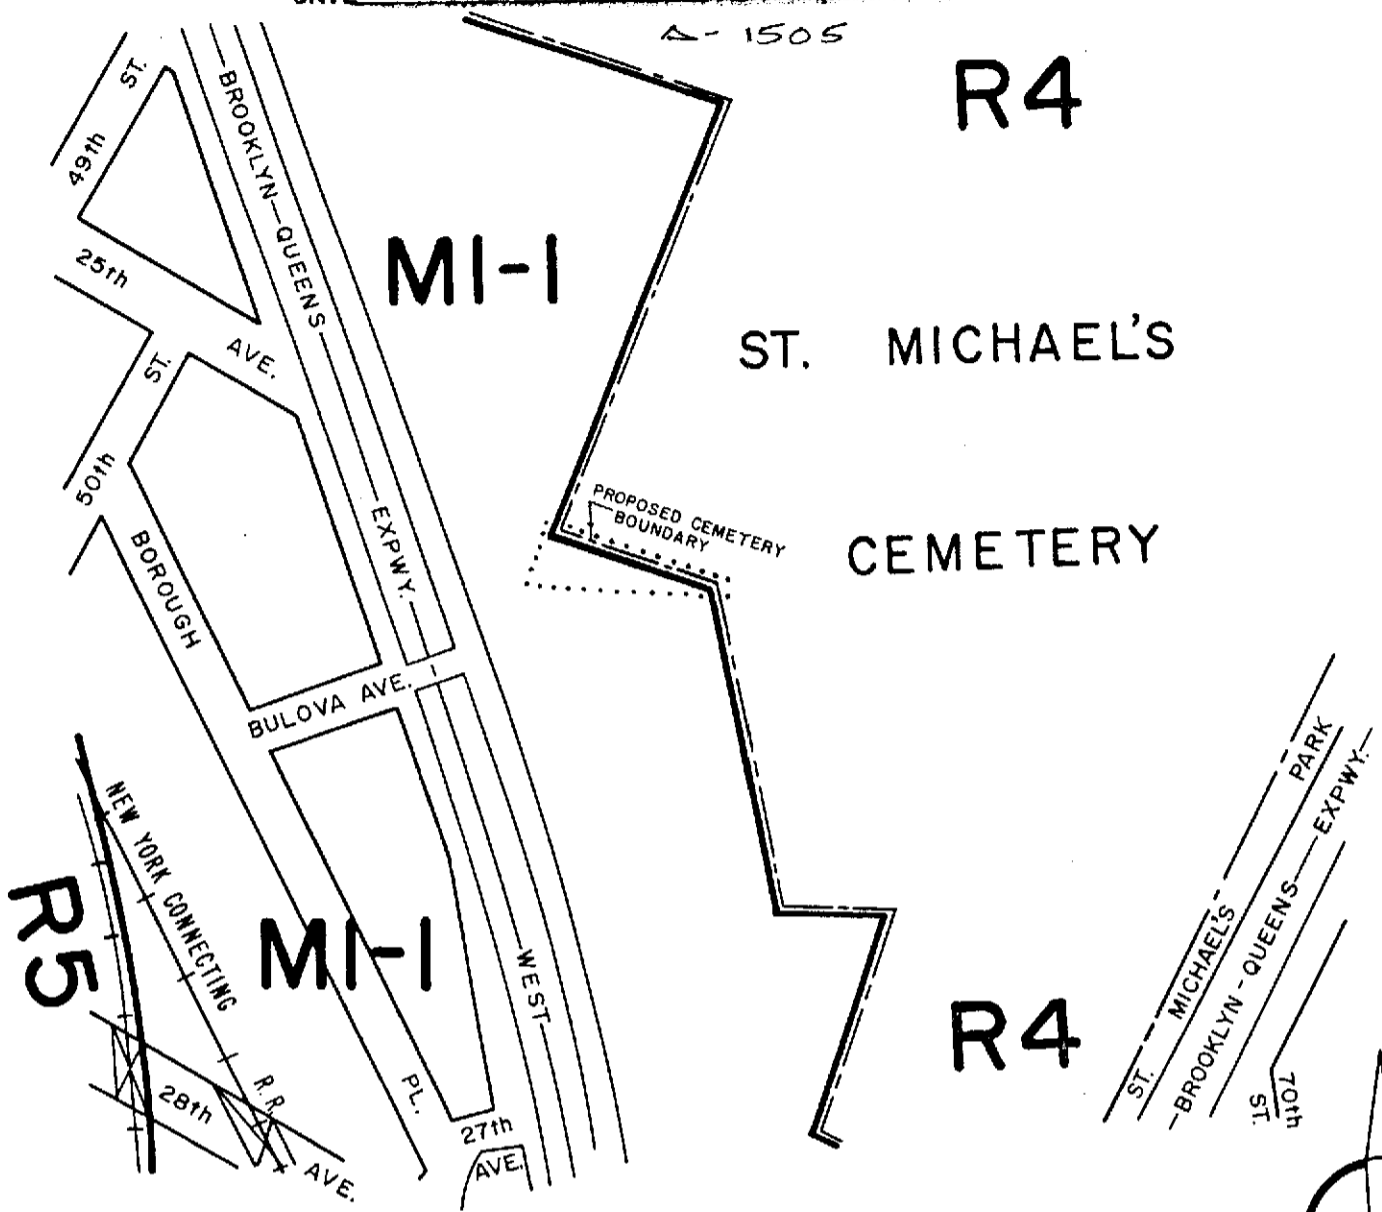 A-1505
R4
49th ST.
BROOKLYN—QUEENS EXPWY. WEST
M1-1
25th AVE.
ST. MICHAEL'S
50th ST.
PROPOSED CEMETERY
BOUNDARY
CEMETERY
BOROUGH PL.
BULOVA AVE.
ST. MICHAEL'S PARK
BROOKLYN-QUEENS EXPWY.
NEW YORK CONNECTING R.R.
R5
M1-1
R4
28th AVE.
27th
AVE.
70th
ST.